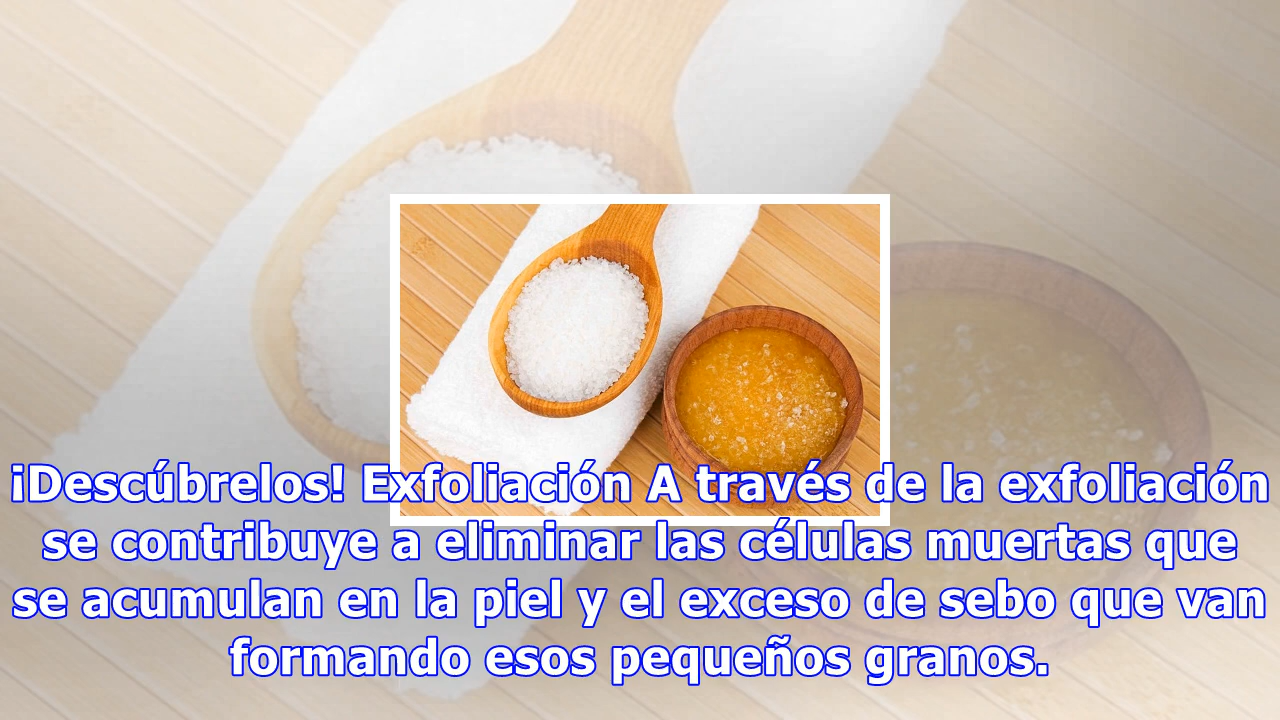 ¡Descúbrelos! Exfoliación A través de la exfoliación
se contribuye a eliminar las células muertas que
se acumulan en la piel y el exceso de sebo que van
formando esos pequeños granos.